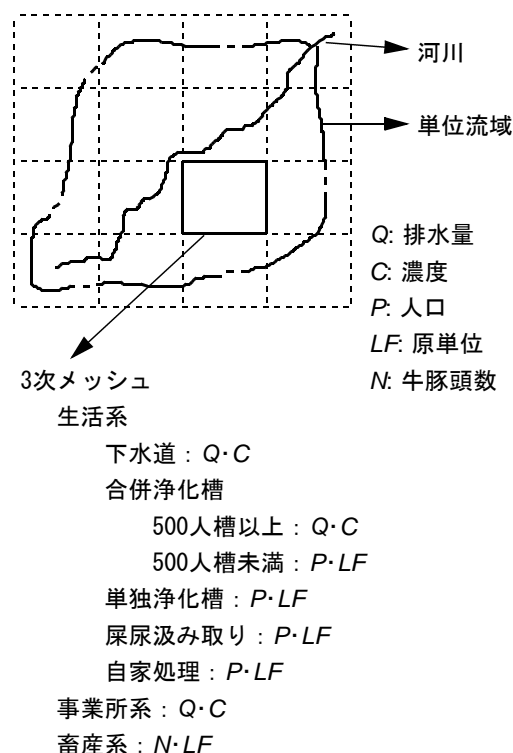 河川
単位流域
Q: 排水量
C: 濃度
P: 人口
LF: 原単位
N: 牛豚頭数
3次メッシュ
生活系
下水道：Q・C
合併浄化槽
500人槽以上：Q・C
500人槽未満：P・LF
単独浄化槽：P・LF
屎尿汲み取り：P・LF
自家処理：P・LF
事業所系：Q・C
畜産系：N・LF